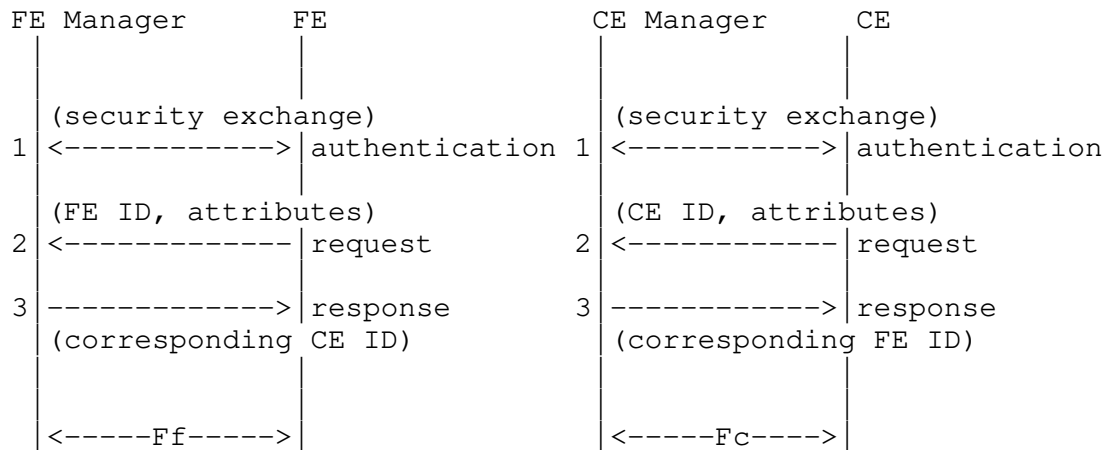 FE Manager FE CE Manager CE
(security exchange) (security exchange)
1 authentication 1 authentication
(FE ID, attributes) (CE ID, attributes)
2 request 2 request
3 response 3 response
(corresponding CE ID) (corresponding FE ID)
Ff Fc